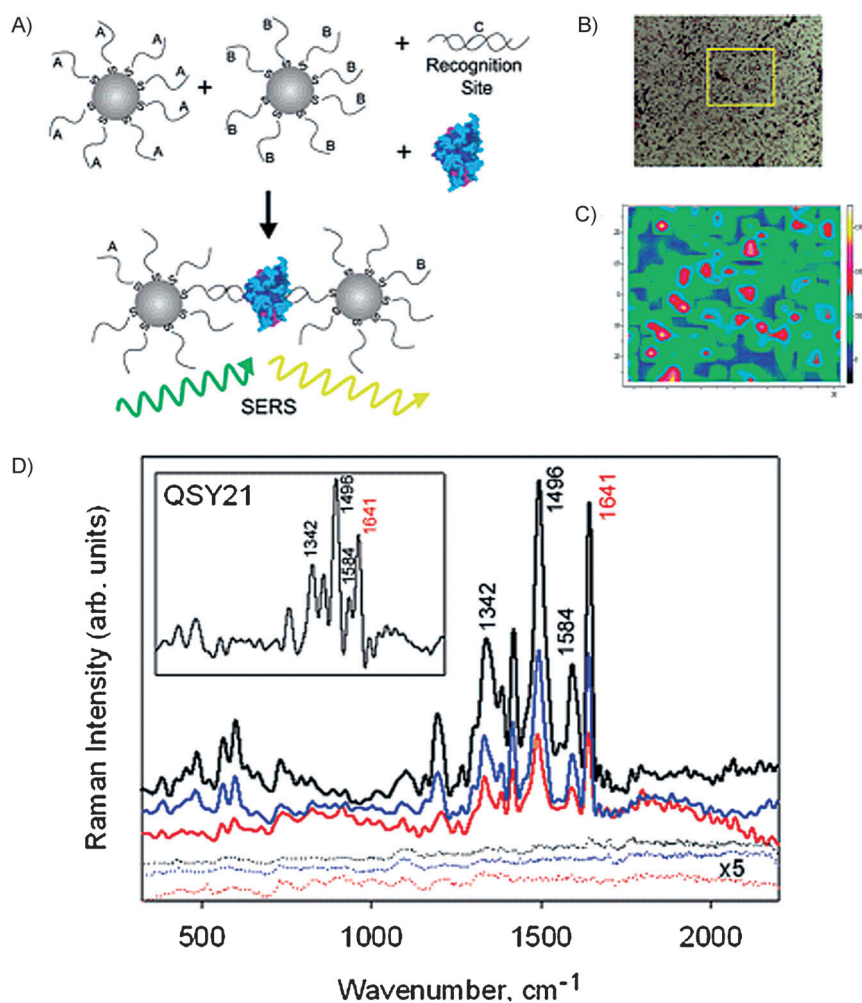 A)
A
A
A
A
A
A
A
A
S
S
S
S
S
S
S
S
+
B
B
B
B
B
B
B
B
S
S
S
S
S
S
S
S
+
C
Recognition
Site
+
A
S
S
S
S
S
S
S
S
B
S
S
S
S
S
S
S
S
SERS
B)
C)
D)
QSY21
1342
1496
1584
1641
1342
1496
1584
1641
x5
Raman Intensity (arb. units)
500 1000 1500 2000
Wavenumber, cm⁻¹